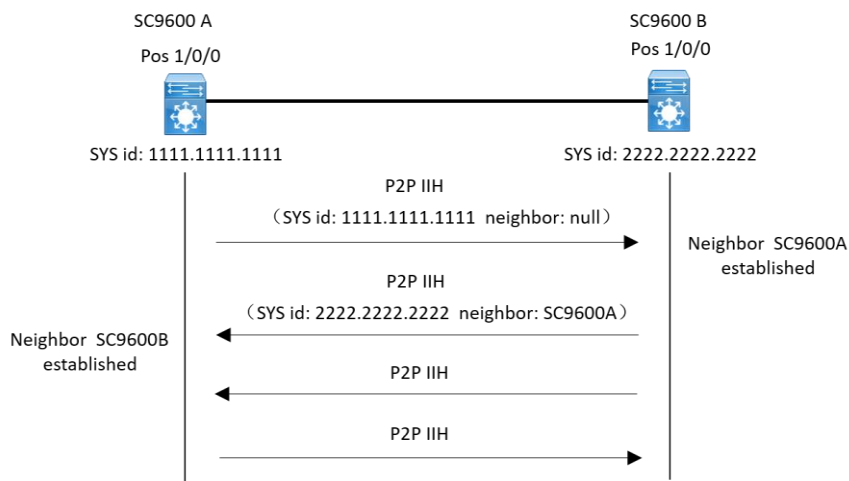 SC9600 A
SC9600 B
Pos 1/0/0
Pos 1/0/0
SYS id: 1111.1111.1111
SYS id: 2222.2222.2222
P2P IIH
（SYS id: 1111.1111.1111 neighbor: null）
Neighbor SC9600A
established
P2P IIH
（SYS id: 2222.2222.2222 neighbor: SC9600A）
Neighbor SC9600B
established
P2P IIH
P2P IIH